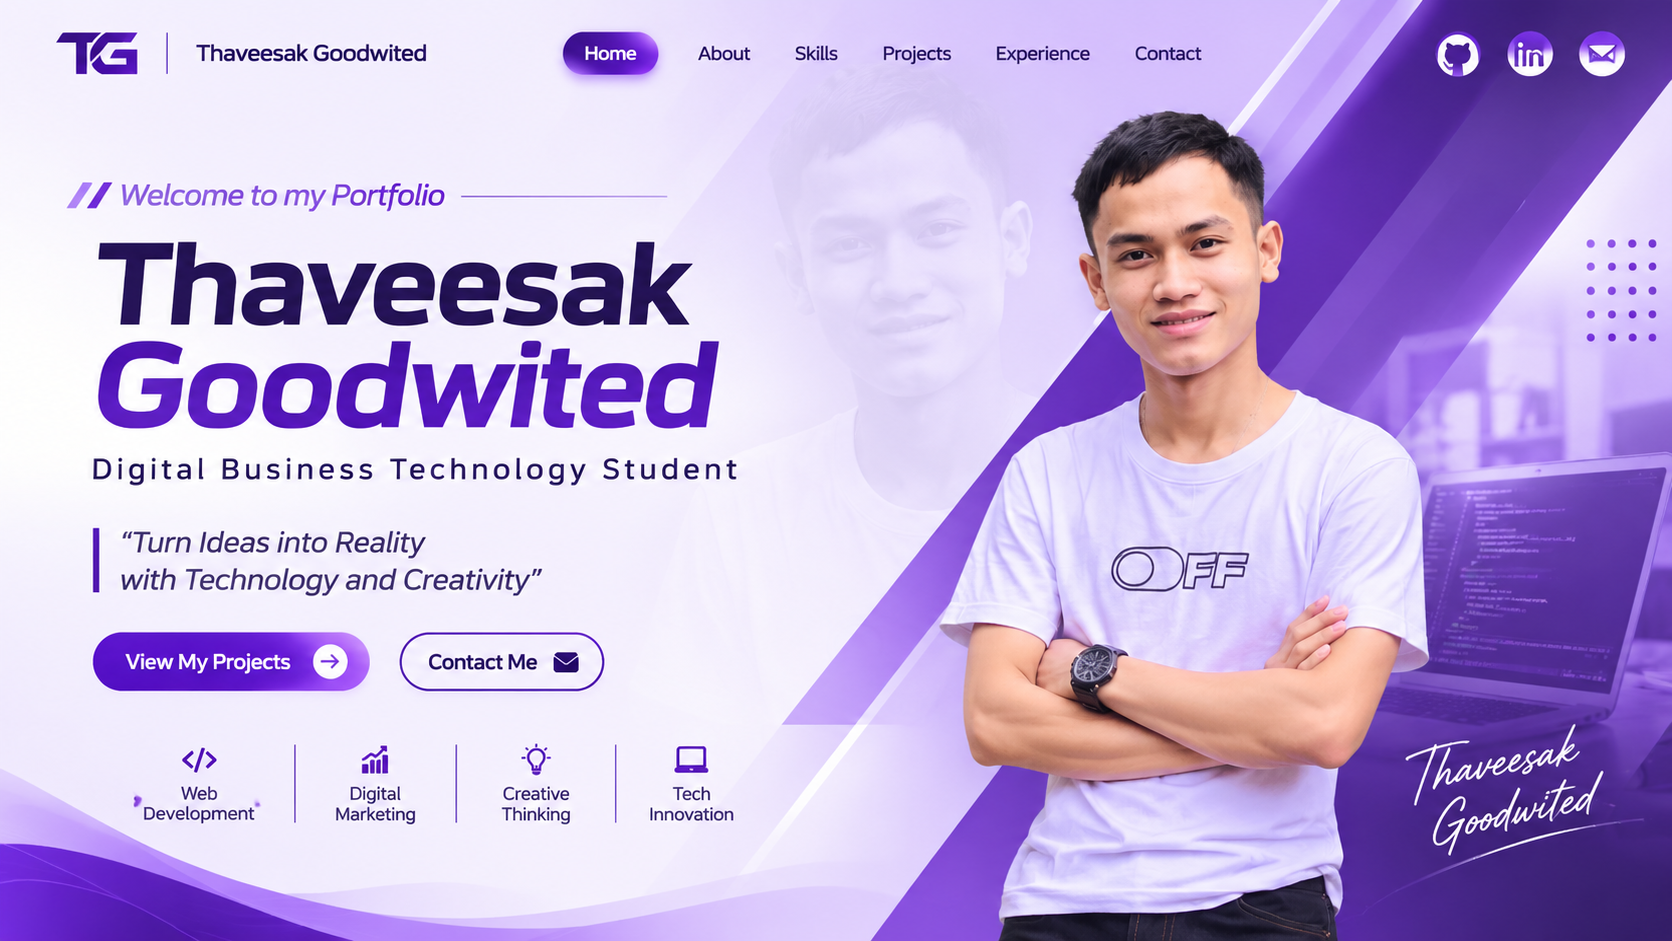 TG
Thaveesak Goodwited
Home
About
Skills
Projects
Experience
Contact
in
Welcome to my Portfolio
Thaveesak
Goodwited
Digital Business Technology Student
“Turn Ideas into Reality
with Technology and Creativity”
View My Projects
Contact Me
Web
Development
Digital
Marketing
Creative
Thinking
Tech
Innovation
OFF
Thaveesak
Goodwited